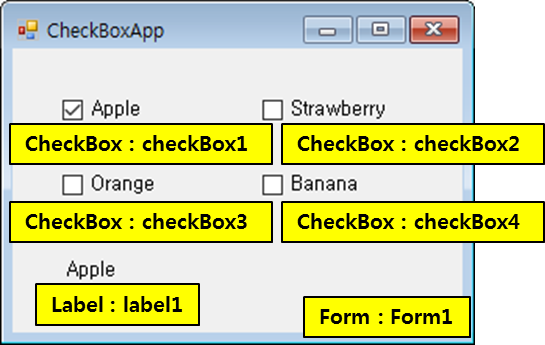 CheckBoxApp
Apple Strawberry
CheckBox : checkBox1 CheckBox : checkBox2
Orange Banana
CheckBox : checkBox3 CheckBox : checkBox4
Apple
Label : label1
Form : Form1